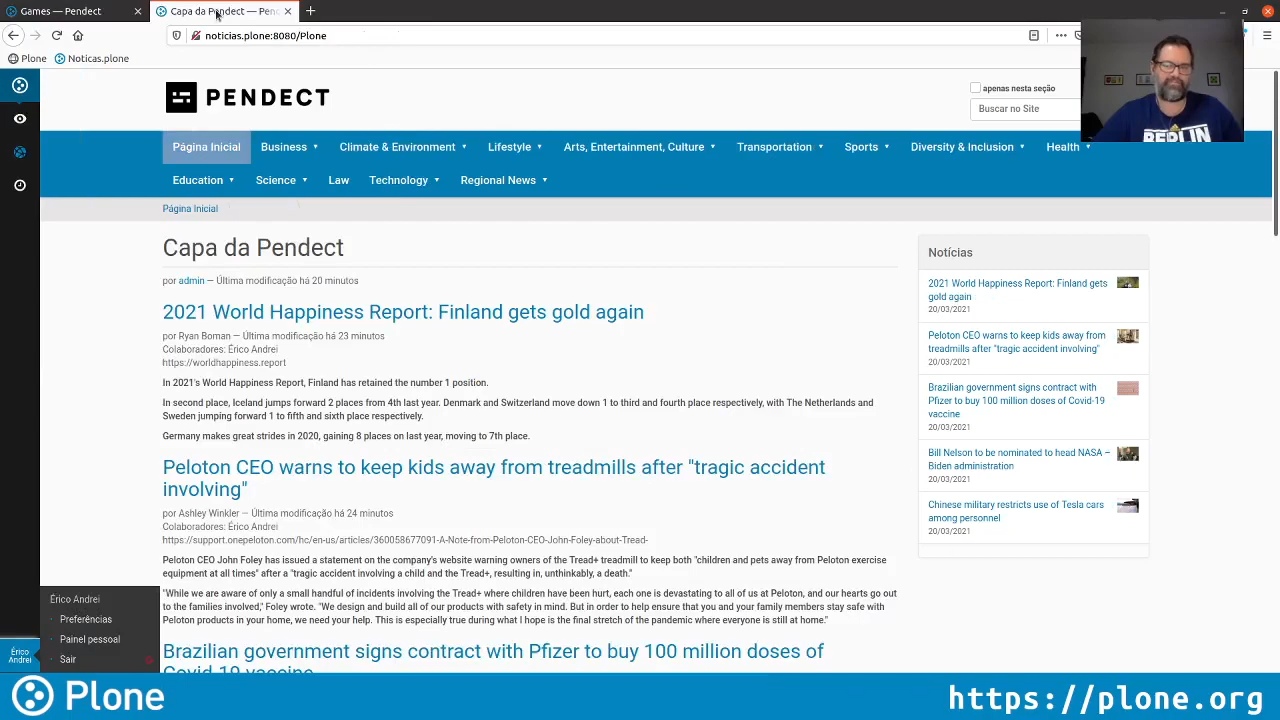 Games — Pendect
Capa da Pendect — Pen
noticias.plone:8080/Plone
Plone
Noticas.plone
PENDECT
apenas nesta seção
Buscar no Site
BERLIN
Página Inicial
Business
Climate & Environment
Lifestyle
Arts, Entertainment, Culture
Transportation
Sports
Diversity & Inclusion
Health
Education
Science
Law
Technology
Regional News
Página Inicial
Capa da Pendect
por admin — Última modificação há 20 minutos
2021 World Happiness Report: Finland gets gold again
por Ryan Boman — Última modificação há 23 minutos
Colaboradores: Érico Andrei
https://worldhappiness.report
In 2021's World Happiness Report, Finland has retained the number 1 position.
In second place, Iceland jumps forward 2 places from 4th last year. Denmark and Switzerland move down 1 to third and fourth place respectively, with The Netherlands and
Sweden jumping forward 1 to fifth and sixth place respectively.
Germany makes great strides in 2020, gaining 8 places on last year, moving to 7th place.
Peloton CEO warns to keep kids away from treadmills after "tragic accident
involving"
por Ashley Winkler — Última modificação há 24 minutos
Colaboradores: Érico Andrei
https://support.onepeloton.com/hc/en-us/articles/360058677091-A-Note-from-Peloton-CEO-John-Foley-about-Tread-
Peloton CEO John Foley has issued a statement on the company's website warning owners of the Tread+ treadmill to keep both "children and pets away from Peloton exercise
equipment at all times" after a "tragic accident involving a child and the Tread+, resulting in, unthinkably, a death."
"While we are aware of only a small handful of incidents involving the Tread+ where children have been hurt, each one is devastating to all of us at Peloton, and our hearts go out
to the families involved," Foley wrote. "We design and build all of our products with safety in mind. But in order to help ensure that you and your family members stay safe with
Peloton products in your home, we need your help. This is especially true during what I hope is the final stretch of the pandemic where everyone is still at home."
Brazilian government signs contract with Pfizer to buy 100 million doses of
Covid-19 vaccine
Notícias
2021 World Happiness Report: Finland gets
gold again
20/03/2021
Peloton CEO warns to keep kids away from
treadmills after "tragic accident involving"
20/03/2021
Brazilian government signs contract with
Pfizer to buy 100 million doses of Covid-19
vaccine
20/03/2021
Bill Nelson to be nominated to head NASA –
Biden administration
20/03/2021
Chinese military restricts use of Tesla cars
among personnel
20/03/2021
Érico Andrei
Preferências
Painel pessoal
Sair
Érico
Andrei
Plone
https://plone.org